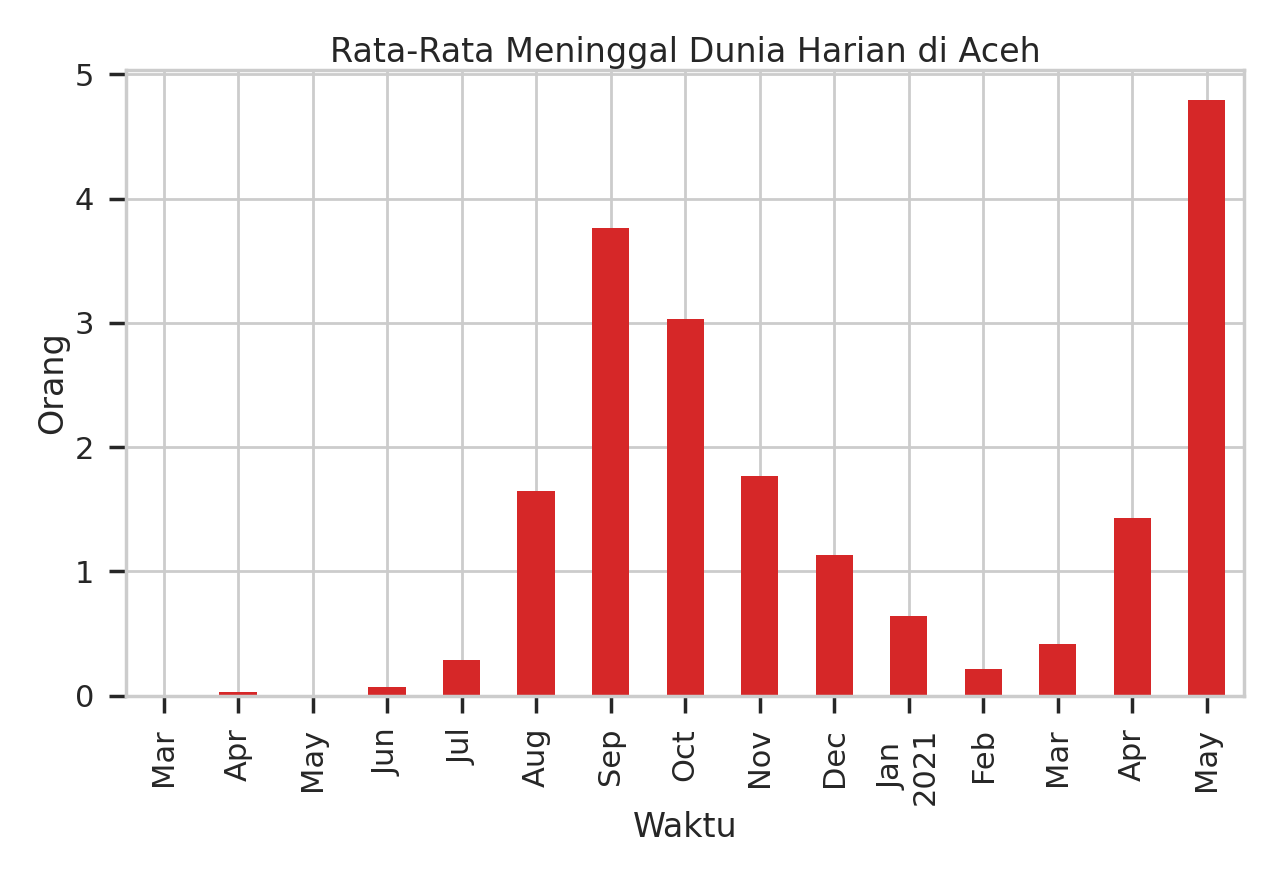 Rata-Rata Meninggal Dunia Harian di Aceh
5
4
3
2
1
0
Orang
Mar
Apr
May
Jun
Jul
Aug
Sep
Oct
Nov
Dec
Jan
2021
Feb
Mar
Apr
May
Waktu